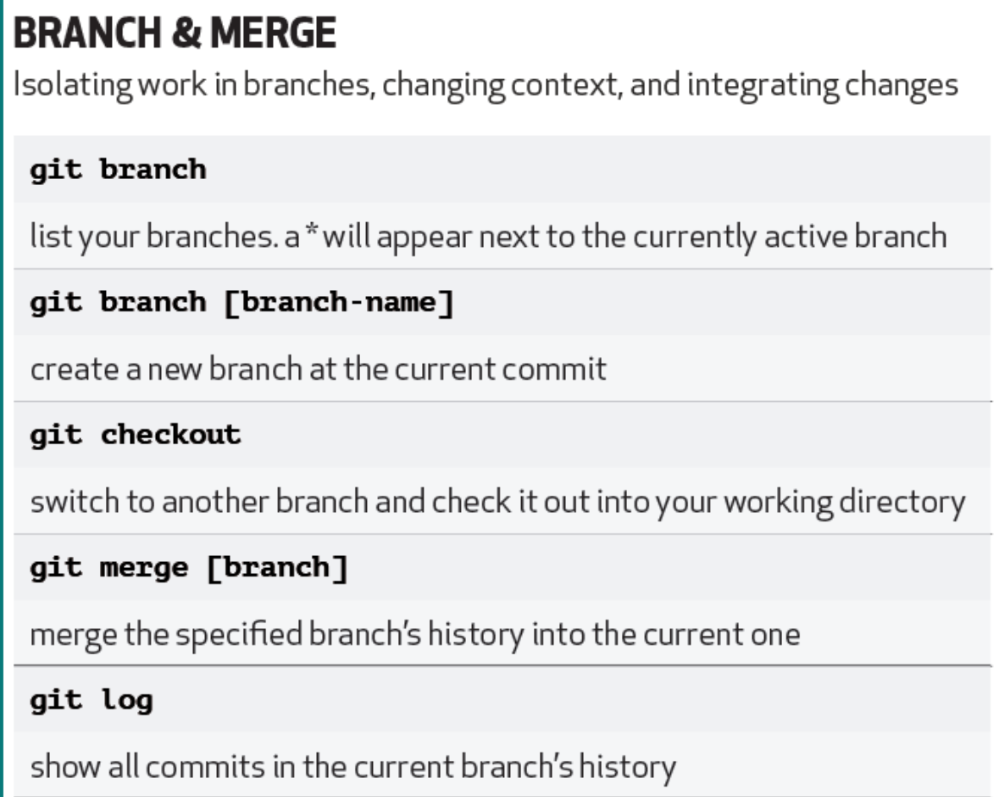 BRANCH & MERGE
Isolating work in branches, changing context, and integrating changes
git branch
list your branches. a * will appear next to the currently active branch
git branch [branch-name]
create a new branch at the current commit
git checkout
switch to another branch and check it out into your working directory
git merge [branch]
merge the specified branch’s history into the current one
git log
show all commits in the current branch’s history